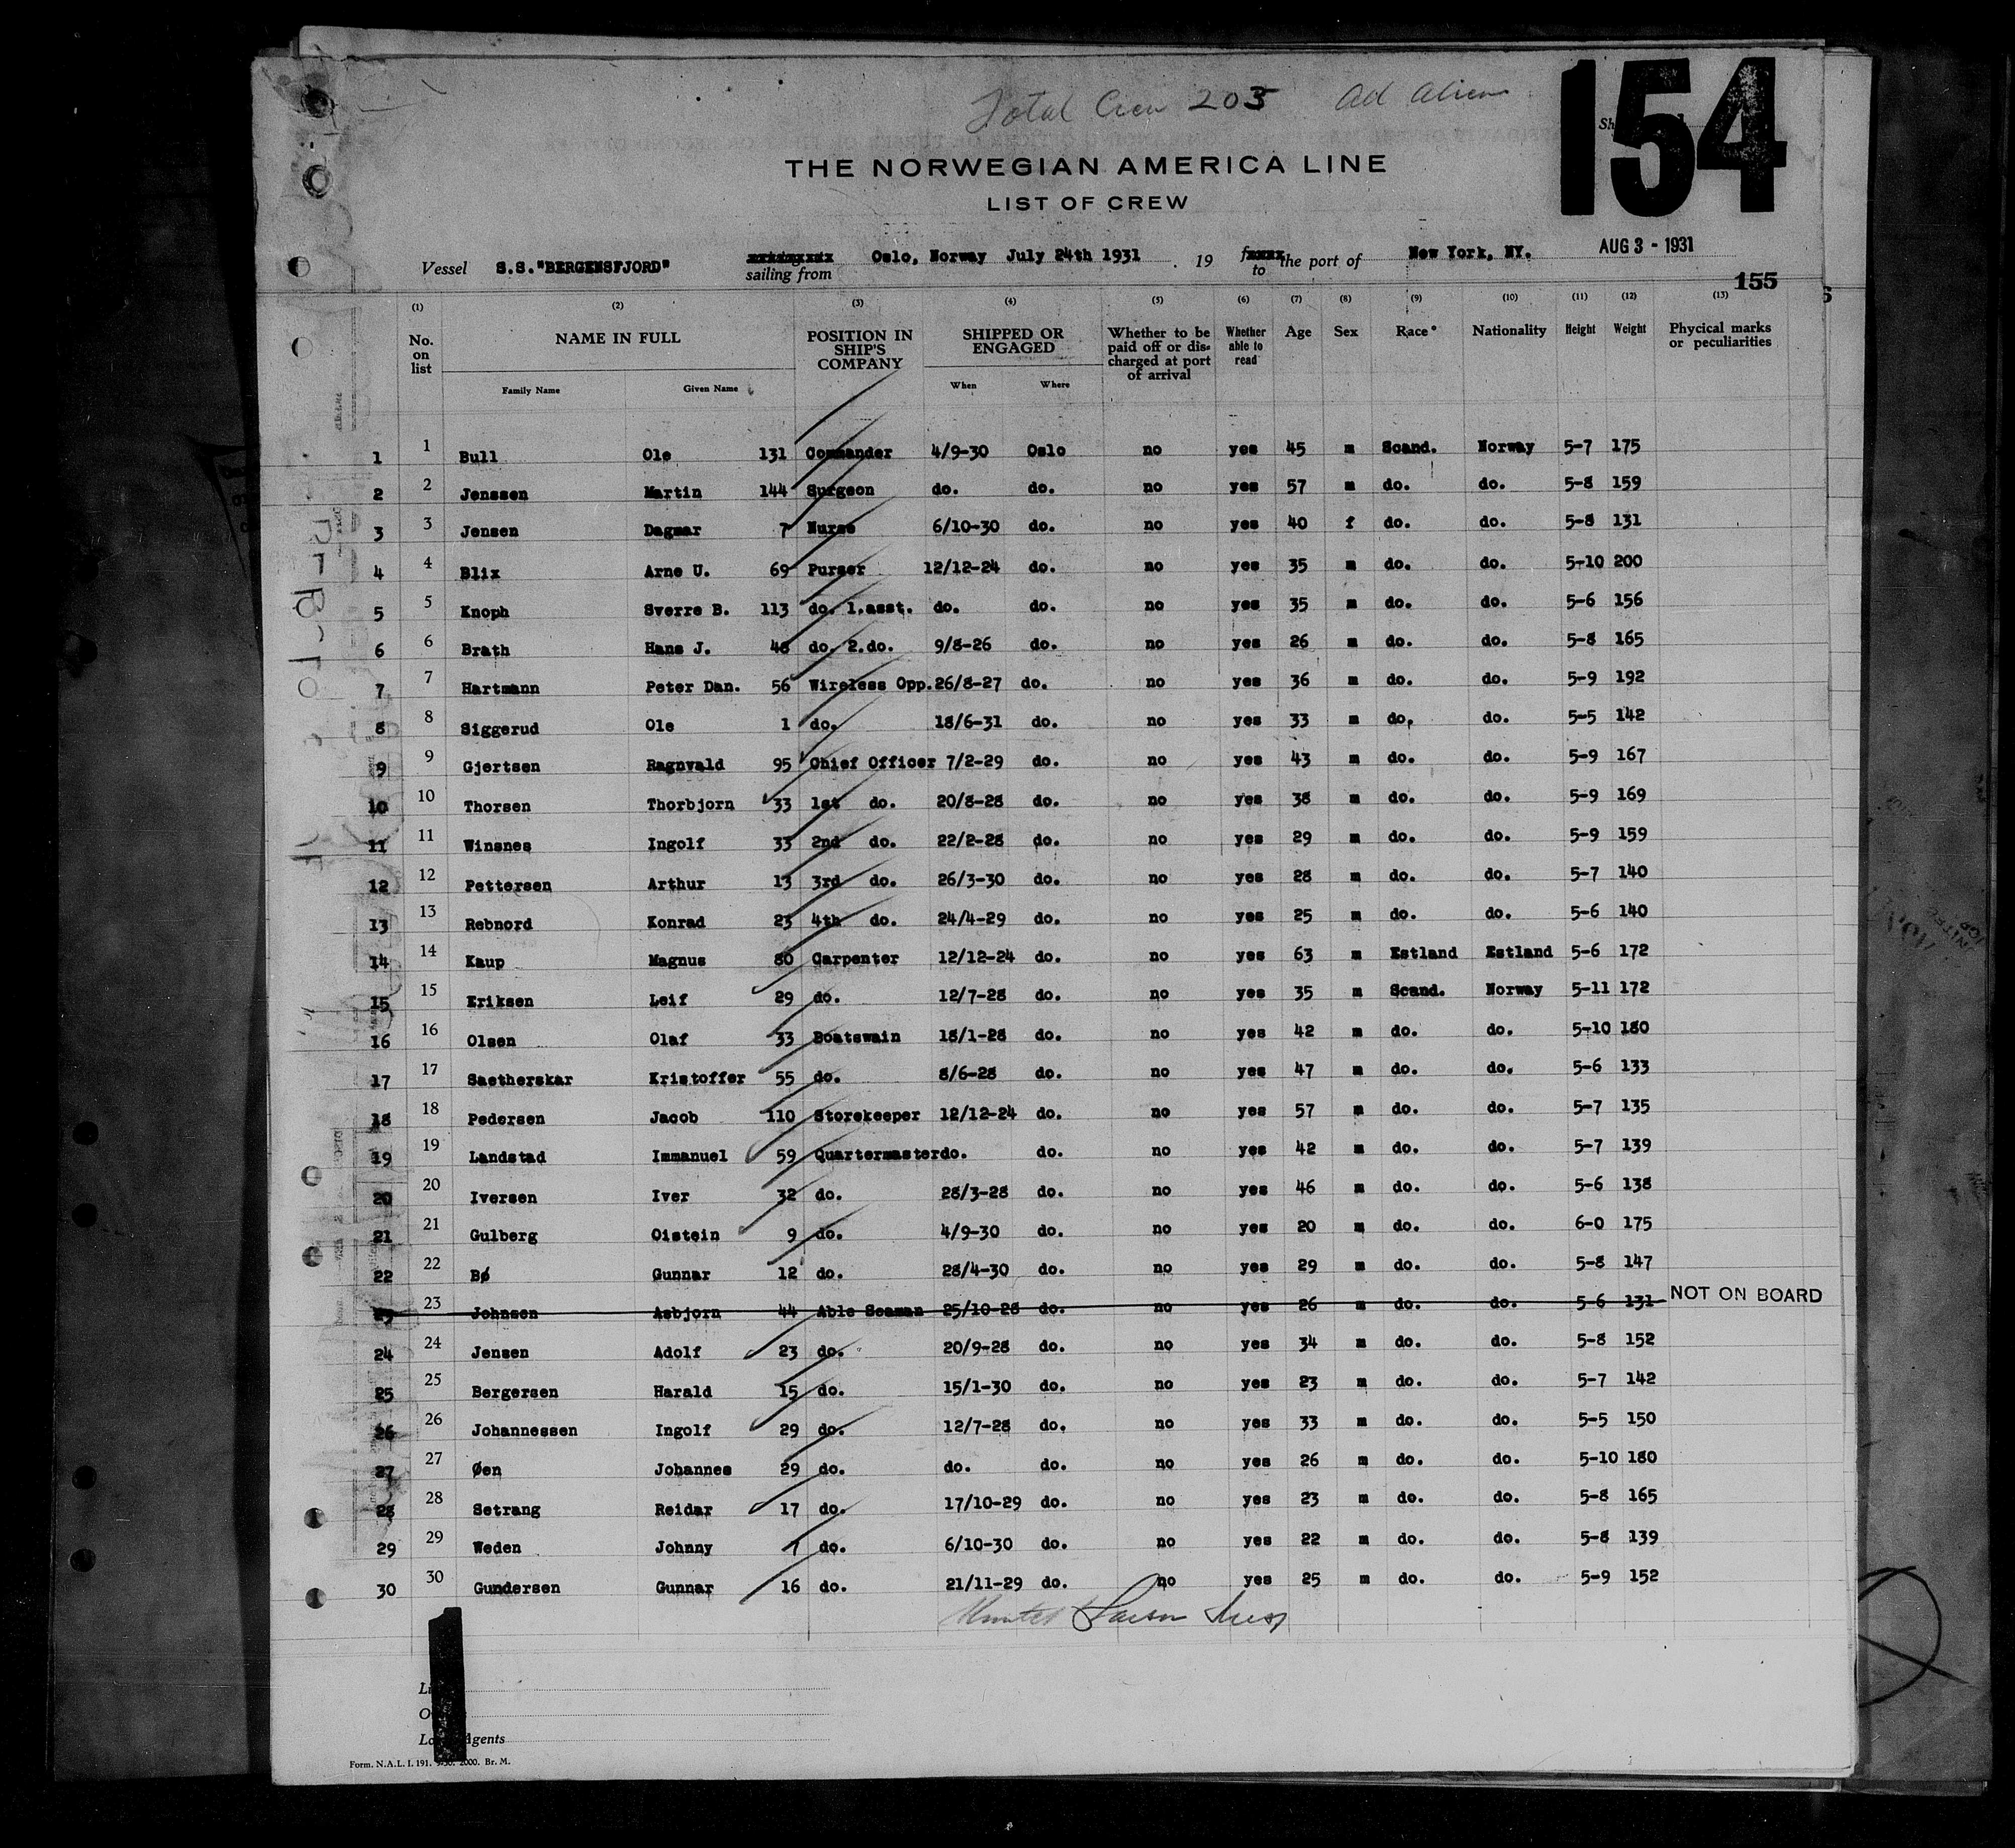 Total Crew 203 All Aliens
154
THE NORWEGIAN AMERICA LINE
LIST OF CREW
Vessel S.S."BERGENSFJORD" sailing from Oslo, Norway July 24th 1931 . 19 to the port of New York, NY. AUG 3 - 1931
155
(1) (2) (3) (4) (5) (6) (7) (8) (9) (10) (11) (12) (13)
No. on list NAME IN FULL POSITION IN SHIP'S COMPANY SHIPPED OR ENGAGED Whether to be paid off or discharged at port of arrival Whether able to read Age Sex Race* Nationality Height Weight Phycical marks or peculiarities
Family Name Given Name When Where
1 1 Bull Ole 131 Commander 4/9-30 Oslo no yes 45 m Scand. Norway 5-7 175
2 2 Jenssen Martin 144 Surgeon do. do. no yes 57 m do. do. 5-8 159
3 3 Jensen Dagmar 7 Nurse 6/10-30 do. no yes 40 f do. do. 5-8 131
4 4 Blix Arne U. 69 Purser 12/12-24 do. no yes 35 m do. do. 5-10 200
5 5 Knoph Sverre B. 113 do. 1.asst. do. do. no yes 35 m do. do. 5-6 156
6 6 Brath Hans J. 48 do. 2.do. 9/8-26 do. no yes 26 m do. do. 5-8 165
7 7 Hartmann Peter Dan. 56 Wireless Opp. 26/8-27 do. no yes 36 m do. do. 5-9 192
8 8 Siggerud Ole 1 do. 18/6-31 do. no yes 33 m do. do. 5-5 142
9 9 Gjertsen Ragnvald 95 Chief Officer 7/2-29 do. no yes 43 m do. do. 5-9 167
10 10 Thorsen Thorbjorn 33 1st do. 20/8-28 do. no yes 38 m do. do. 5-9 169
11 11 Winsnes Ingolf 33 2nd do. 22/2-28 do. no yes 29 m do. do. 5-9 159
12 12 Pettersen Arthur 13 3rd do. 26/3-30 do. no yes 28 m do. do. 5-7 140
13 13 Rebnord Konrad 23 4th do. 24/4-29 do. no yes 25 m do. do. 5-6 140
14 14 Kaup Magnus 80 Carpenter 12/12-24 do. no yes 63 m Estland Estland 5-6 172
15 15 Eriksen Leif 29 do. 12/7-28 do. no yes 35 m Scand. Norway 5-11 172
16 16 Olsen Olaf 33 Boatswain 18/1-28 do. no yes 42 m do. do. 5-10 180
17 17 Saetherskar Kristoffer 55 do. 8/6-28 do. no yes 47 m do. do. 5-6 133
18 18 Pedersen Jacob 110 Storekeeper 12/12-24 do. no yes 57 m do. do. 5-7 135
19 19 Landstad Immanuel 59 Quartermaster do. do. no yes 42 m do. do. 5-7 139
20 20 Iversen Iver 32 do. 28/3-28 do. no yes 46 m do. do. 5-6 138
21 21 Gulberg Oistein 9 do. 4/9-30 do. no yes 20 m do. do. 6-0 175
22 22 Bø Gunnar 12 do. 28/4-30 do. no yes 29 m do. do. 5-8 147
23 23 Johnsen Asbjorn 44 Able Seaman 25/10-28 do. no yes 26 m do. do. 5-6 131 NOT ON BOARD
24 24 Jensen Adolf 23 do. 20/9-28 do. no yes 34 m do. do. 5-8 152
25 25 Bergersen Harald 15 do. 15/1-30 do. no yes 23 m do. do. 5-7 142
26 26 Johannessen Ingolf 29 do. 12/7-28 do. no yes 33 m do. do. 5-5 150
27 27 Øen Johannes 29 do. do. do. no yes 26 m do. do. 5-10 180
28 28 Setrang Reidar 17 do. 17/10-29 do. no yes 23 m do. do. 5-8 165
29 29 Weden Johnny 7 do. 6/10-30 do. no yes 22 m do. do. 5-8 139
30 30 Gundersen Gunnar 16 do. 21/11-29 do. no yes 25 m do. do. 5-9 152
Agents
Form. N.A.L. I. 191. 2000. Br. M.